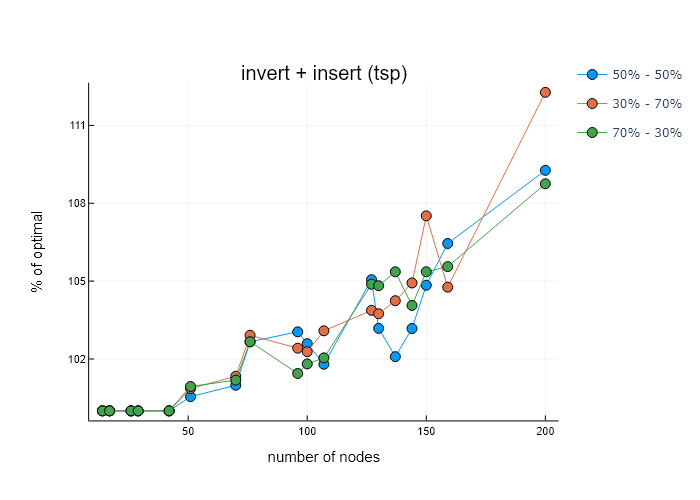 invert + insert (tsp)
50% - 50%
30% - 70%
70% - 30%
111
108
105
102
% of optimal
50
100
150
200
number of nodes